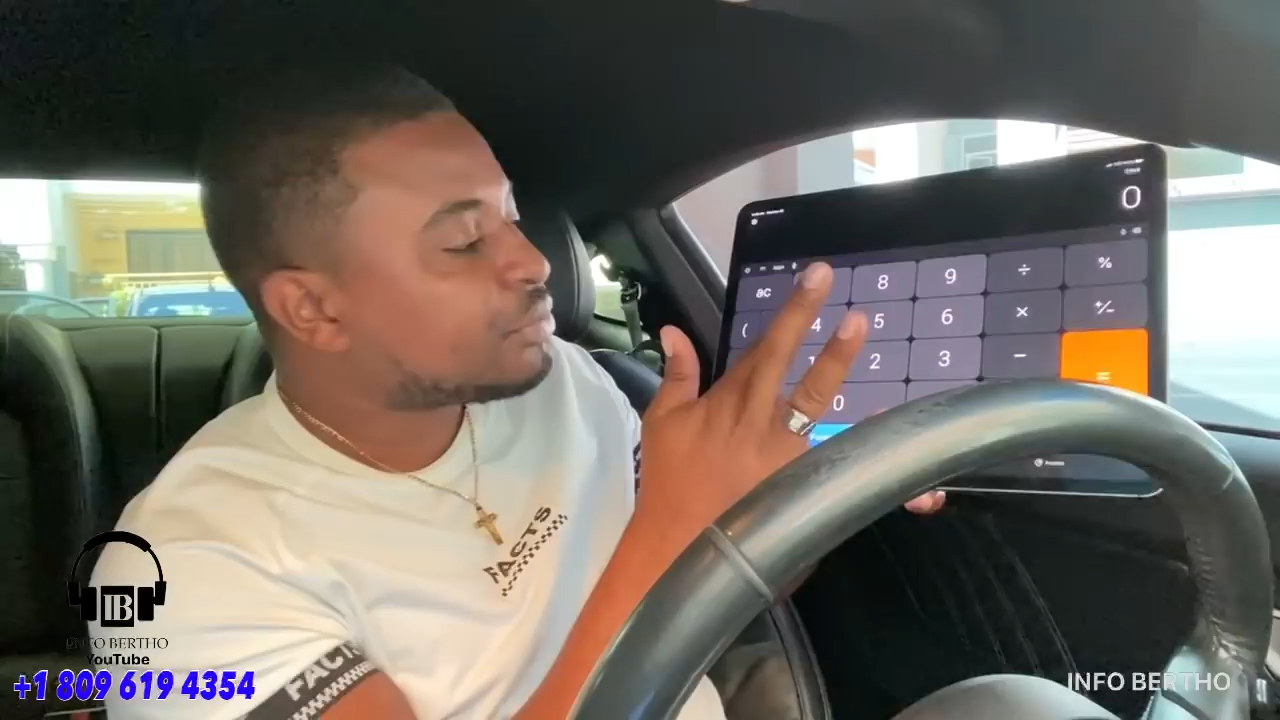 0
AC
8
9
÷
%
(
4
5
6
×
+/-
1
2
3
−
=
0
FACTS
FACTS
IB
INFO BERTHO
YouTube
+1 809 619 4354
INFO BERTHO